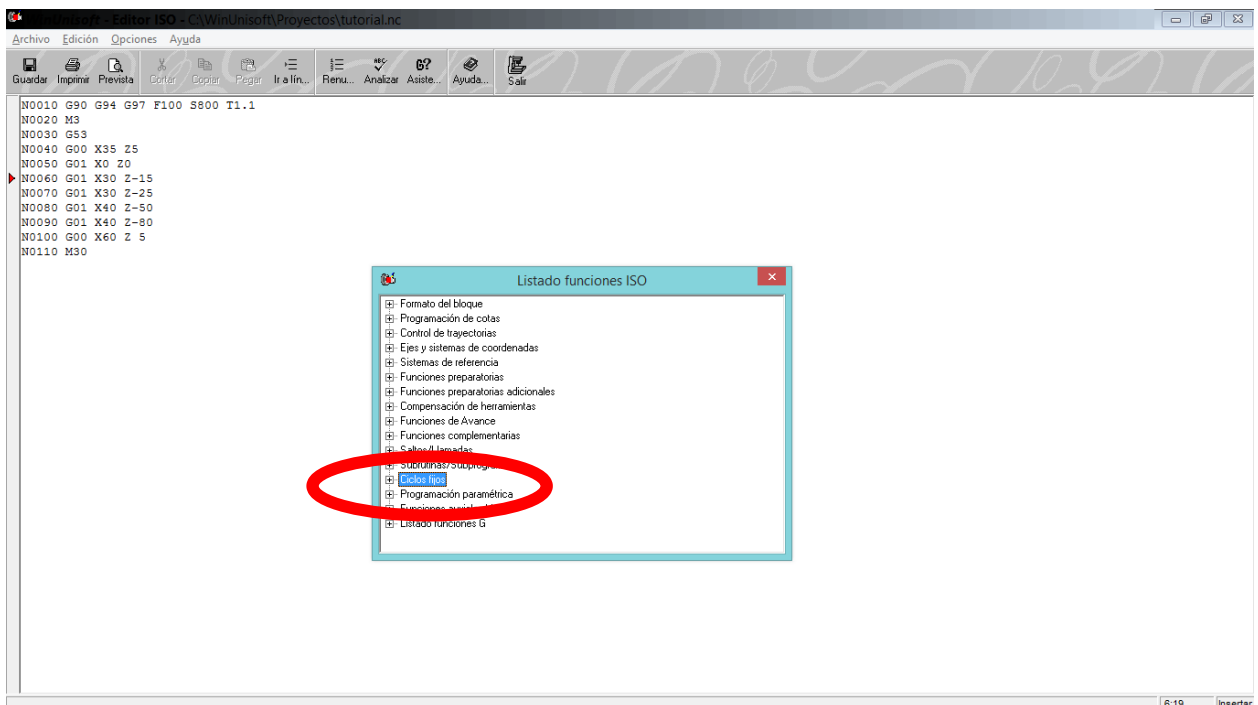 WinUnisoft - Editor ISO - C:\WinUnisoft\Proyectos\tutorial.nc
Archivo Edición Opciones Ayuda
Guardar Imprimir Prevista Cortar Copiar Pegar Ir a lín... Renu... Analizar Asiste... Ayuda... Salir
N0010 G90 G94 G97 F100 S800 T1.1
N0020 M3
N0030 G53
N0040 G00 X35 Z5
N0050 G01 X0 Z0
N0060 G01 X30 Z-15
N0070 G01 X30 Z-25
N0080 G01 X40 Z-50
N0090 G01 X40 Z-80
N0100 G00 X60 Z 5
N0110 M30
Listado funciones ISO
Formato del bloque
Programación de cotas
Control de trayectorias
Ejes y sistemas de coordenadas
Sistemas de referencia
Funciones preparatorias
Funciones preparatorias adicionales
Compensación de herramientas
Funciones de Avance
Funciones complementarias
Saltos/Llamadas
Ciclos fijos
Programación paramétrica
Funciones
Listado funciones G
6:19 Insertar